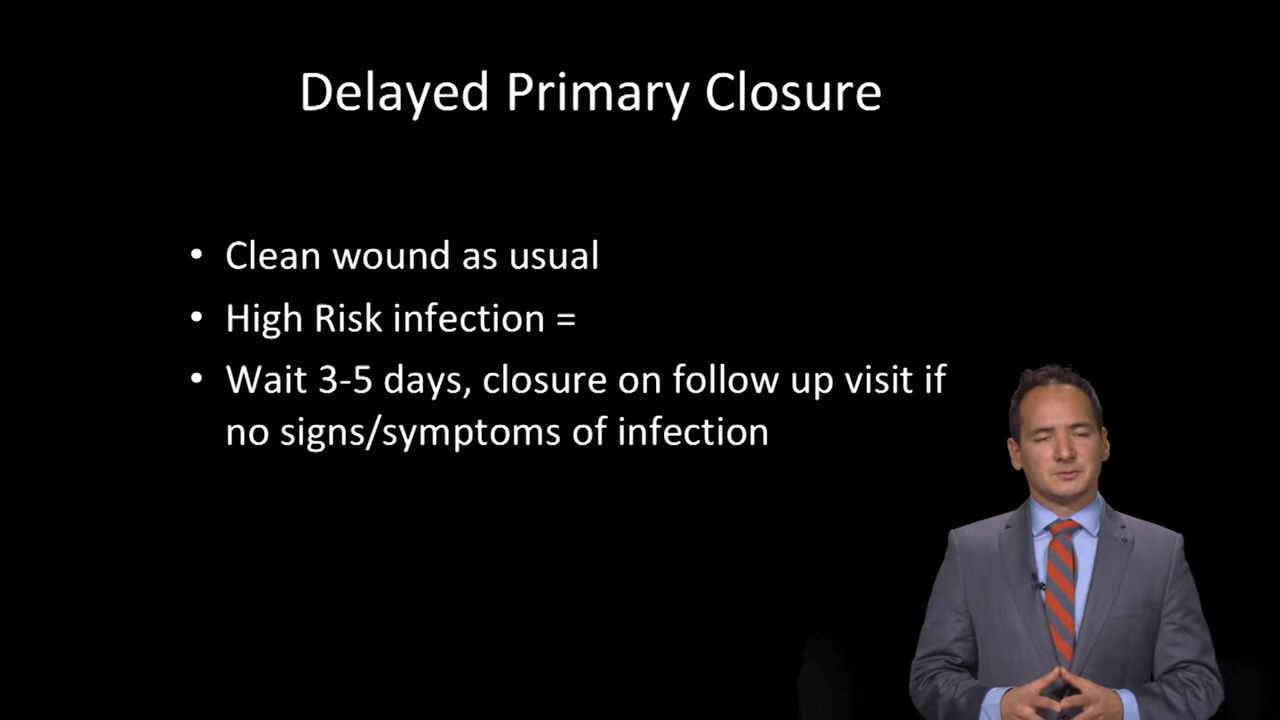 Delayed Primary Closure
• Clean wound as usual
• High Risk infection =
• Wait 3-5 days, closure on follow up visit if
no signs/symptoms of infection